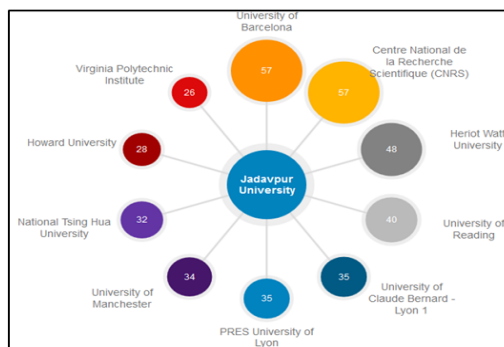 University of
Barcelona
57
Centre National de
la Recherche
Scientifique (CNRS)
57
Virginia Polytechnic
Institute
26
Howard University
28
Heriot Watt
University
48
Jadavpur
University
National Tsing Hua
University
32
University of
Reading
40
University of
Manchester
34
PRES University of
Lyon
35
University of
Claude Bernard -
Lyon 1
35